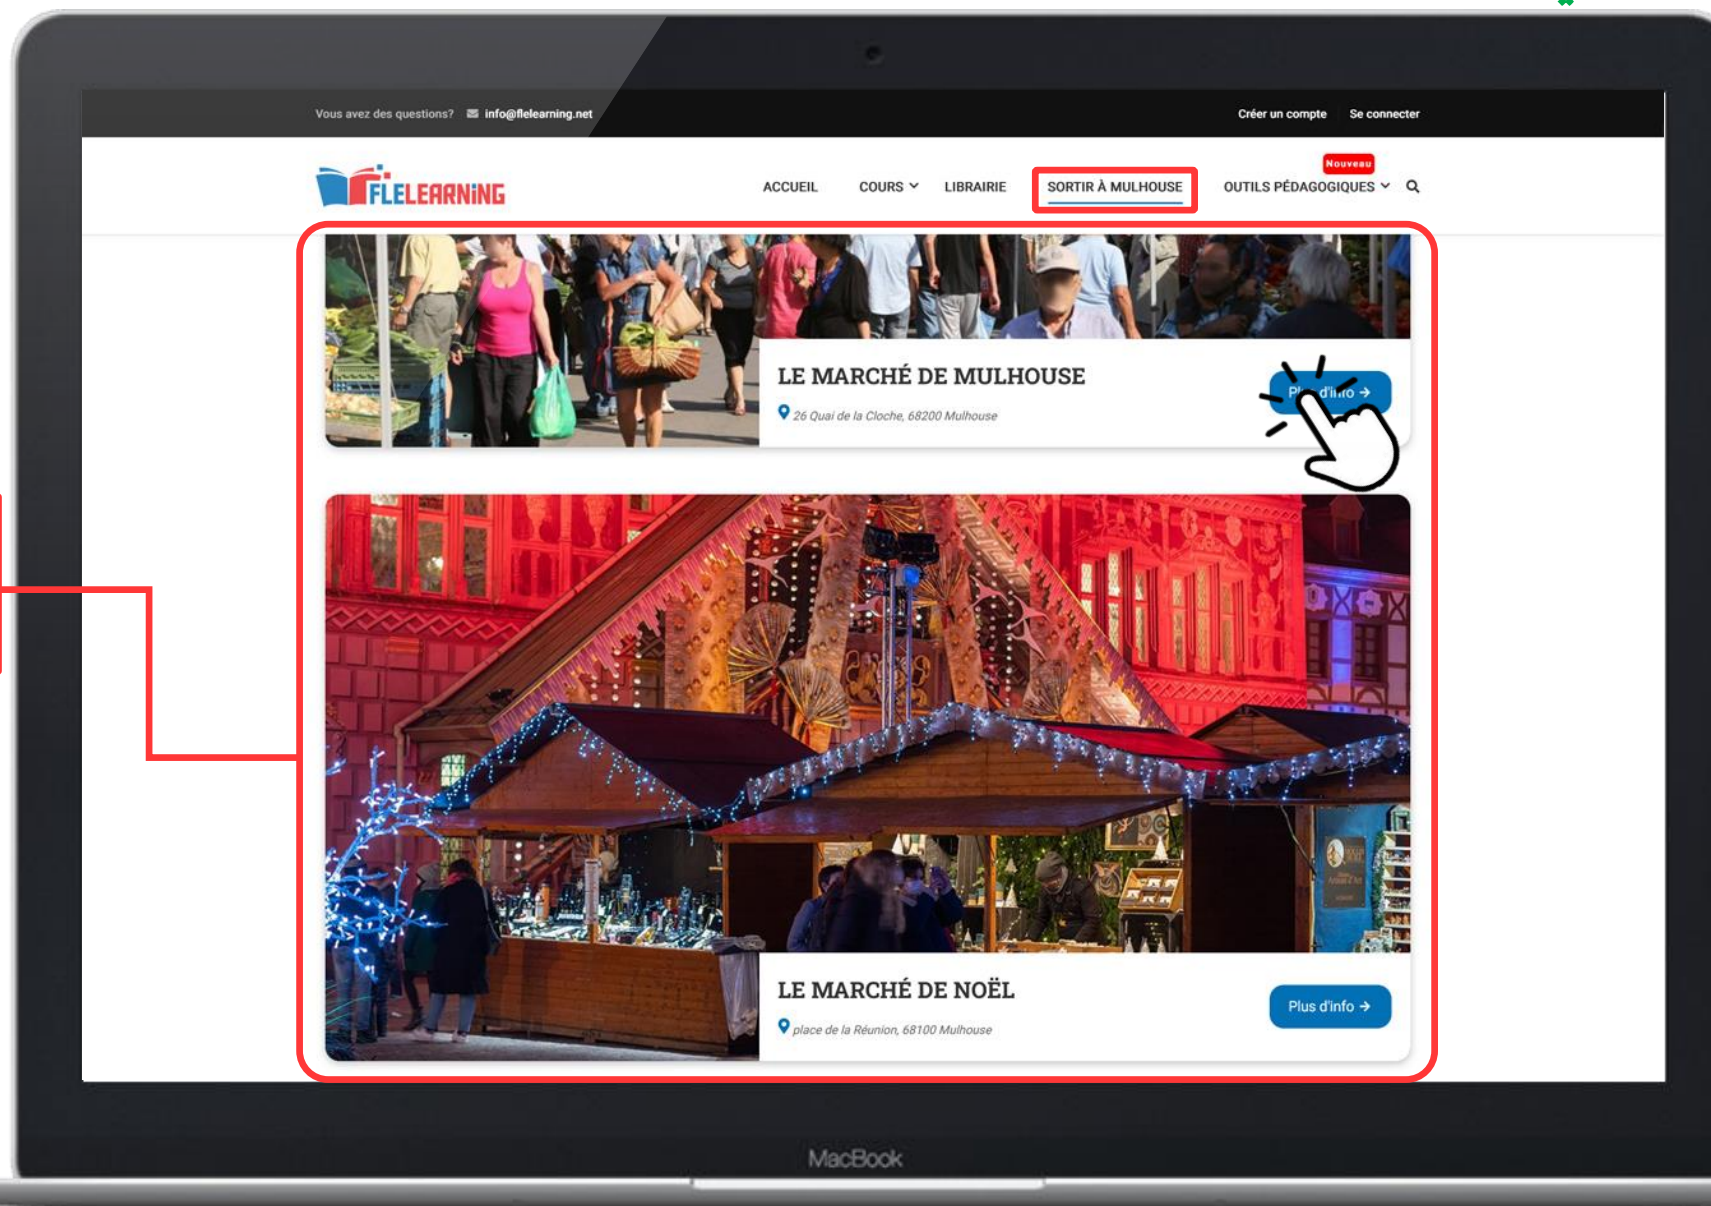 Vous avez des questions? info@flelearning.net
Créer un compte Se connecter
Nouveau
FLELEARNiNG
ACCUEIL COURS LIBRAIRIE SORTIR À MULHOUSE OUTILS PÉDAGOGIQUES
LE MARCHÉ DE MULHOUSE
26 Quai de la Cloche, 68200 Mulhouse
Plus d'info →
LE MARCHÉ DE NOËL
place de la Réunion, 68100 Mulhouse
Plus d'info →
MacBook